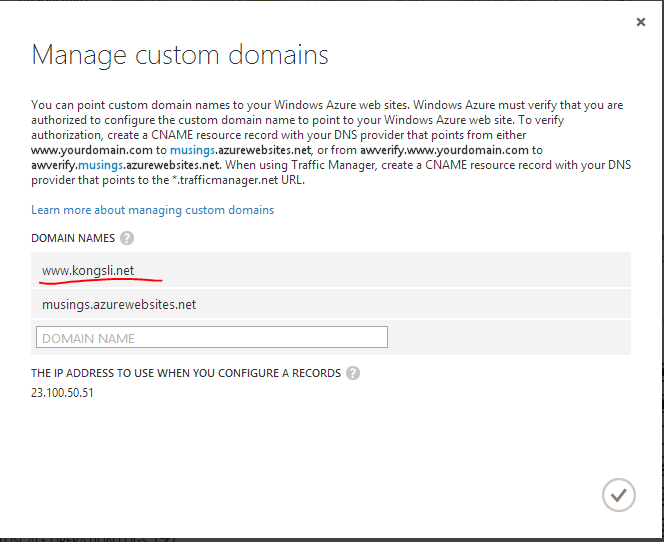 Manage custom domains
You can point custom domain names to your Windows Azure web sites. Windows Azure must verify that you are
authorized to configure the custom domain name to point to your Windows Azure web site. To verify
authorization, create a CNAME resource record with your DNS provider that points from either
www.yourdomain.com to musings.azurewebsites.net, or from awverify.www.yourdomain.com to
awverify.musings.azurewebsites.net. When using Traffic Manager, create a CNAME resource record with your DNS
provider that points to the *.trafficmanager.net URL.
Learn more about managing custom domains
DOMAIN NAMES ?
www.kongsli.net
musings.azurewebsites.net
DOMAIN NAME
THE IP ADDRESS TO USE WHEN YOU CONFIGURE A RECORDS ?
23.100.50.51